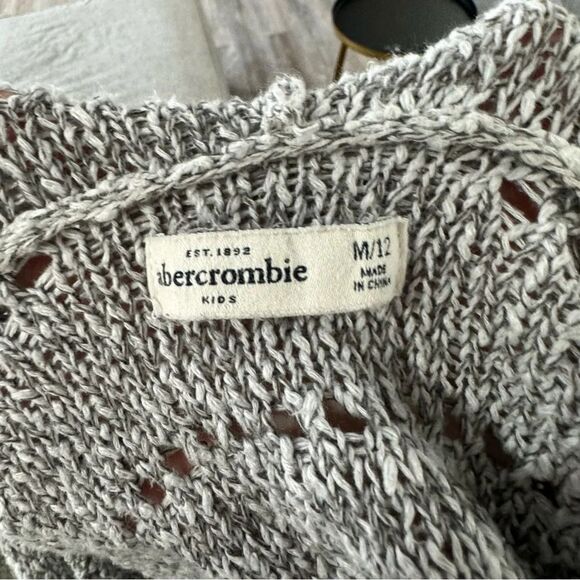 EST. 1892
abercrombie
KIDS
M/12
MADE
IN CHINA